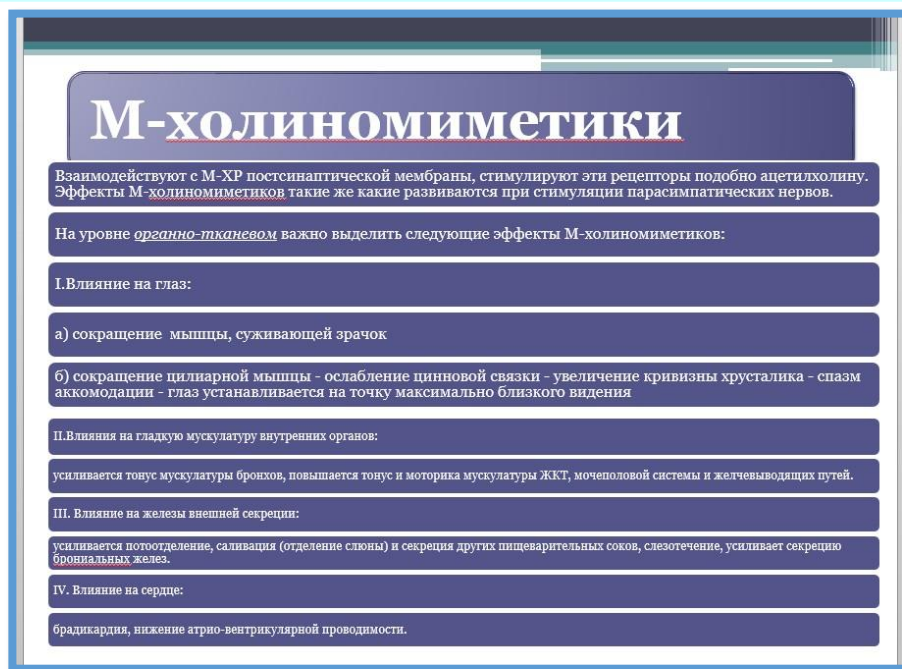 М-холиномиметики
Взаимодействуют с М-ХР постсинаптической мембраны, стимулируют эти рецепторы подобно ацетилхолину.
Эффекты М-холиномиметиков такие же какие развиваются при стимуляции парасимпатических нервов.
На уровне органно-тканевом важно выделить следующие эффекты М-холиномиметиков:
I.Влияние на глаз:
а) сокращение мышцы, суживающей зрачок
б) сокращение цилиарной мышцы - ослабление цинновой связки - увеличение кривизны хрусталика - спазм
аккомодации - глаз устанавливается на точку максимально близкого видения
II.Влияния на гладкую мускулатуру внутренних органов:
усиливается тонус мускулатуры бронхов, повышается тонус и моторика мускулатуры ЖКТ, мочеполовой системы и желчевыводящих путей.
III. Влияние на железы внешней секреции:
усиливается потоотделение, саливация (отделение слюны) и секреция других пищеварительных соков, слезотечение, усиливает секрецию
брониальных желез.
IV. Влияние на сердце:
брадикардия, нижение атрио-вентрикулярной проводимости.